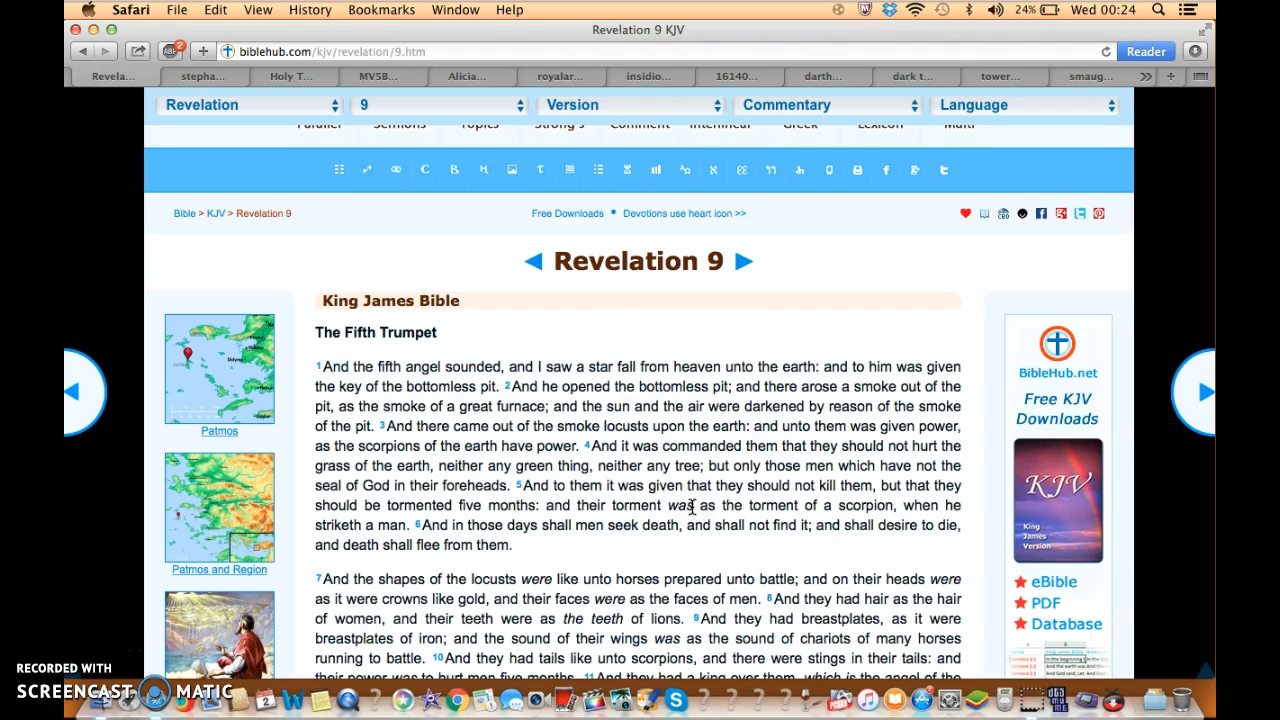 Safari File Edit View History Bookmarks Window Help 24% Wed 00:24
Revelation 9 KJV
biblehub.com/kjv/revelation/9.htm Reader
Revela... stepha... Holy T... MVSB... Alicia... royalar... insidio... 16140... darth... dark t... tower... smaug...
Revelation 9 Version Commentary Language
Parallel Sermons Topics Strong's Comment Interlinear Greek Lexicon Multi
Bible > KJV > Revelation 9 Free Downloads • Devotions use heart icon >>
◄ Revelation 9 ►
King James Bible
The Fifth Trumpet
1And the fifth angel sounded, and I saw a star fall from heaven unto the earth: and to him was given
the key of the bottomless pit. 2And he opened the bottomless pit; and there arose a smoke out of the
pit, as the smoke of a great furnace; and the sun and the air were darkened by reason of the smoke
of the pit. 3And there came out of the smoke locusts upon the earth: and unto them was given power,
as the scorpions of the earth have power. 4And it was commanded them that they should not hurt the
grass of the earth, neither any green thing, neither any tree; but only those men which have not the
seal of God in their foreheads. 5And to them it was given that they should not kill them, but that they
should be tormented five months: and their torment was as the torment of a scorpion, when he
striketh a man. 6And in those days shall men seek death, and shall not find it; and shall desire to die,
and death shall flee from them.
7And the shapes of the locusts were like unto horses prepared unto battle; and on their heads were
as it were crowns like gold, and their faces were as the faces of men. 8And they had hair as the hair
of women, and their teeth were as the teeth of lions. 9And they had breastplates, as it were
breastplates of iron; and the sound of their wings was as the sound of chariots of many horses
running to battle. 10And they had tails like unto scorpions, and there were stings in their tails: and
Patmos
Patmos and Region
BibleHub.net
Free KJV
Downloads
KJV
King
James
Version
★ eBible
★ PDF
★ Database
RECORDED WITH
SCREENCAST MATIC